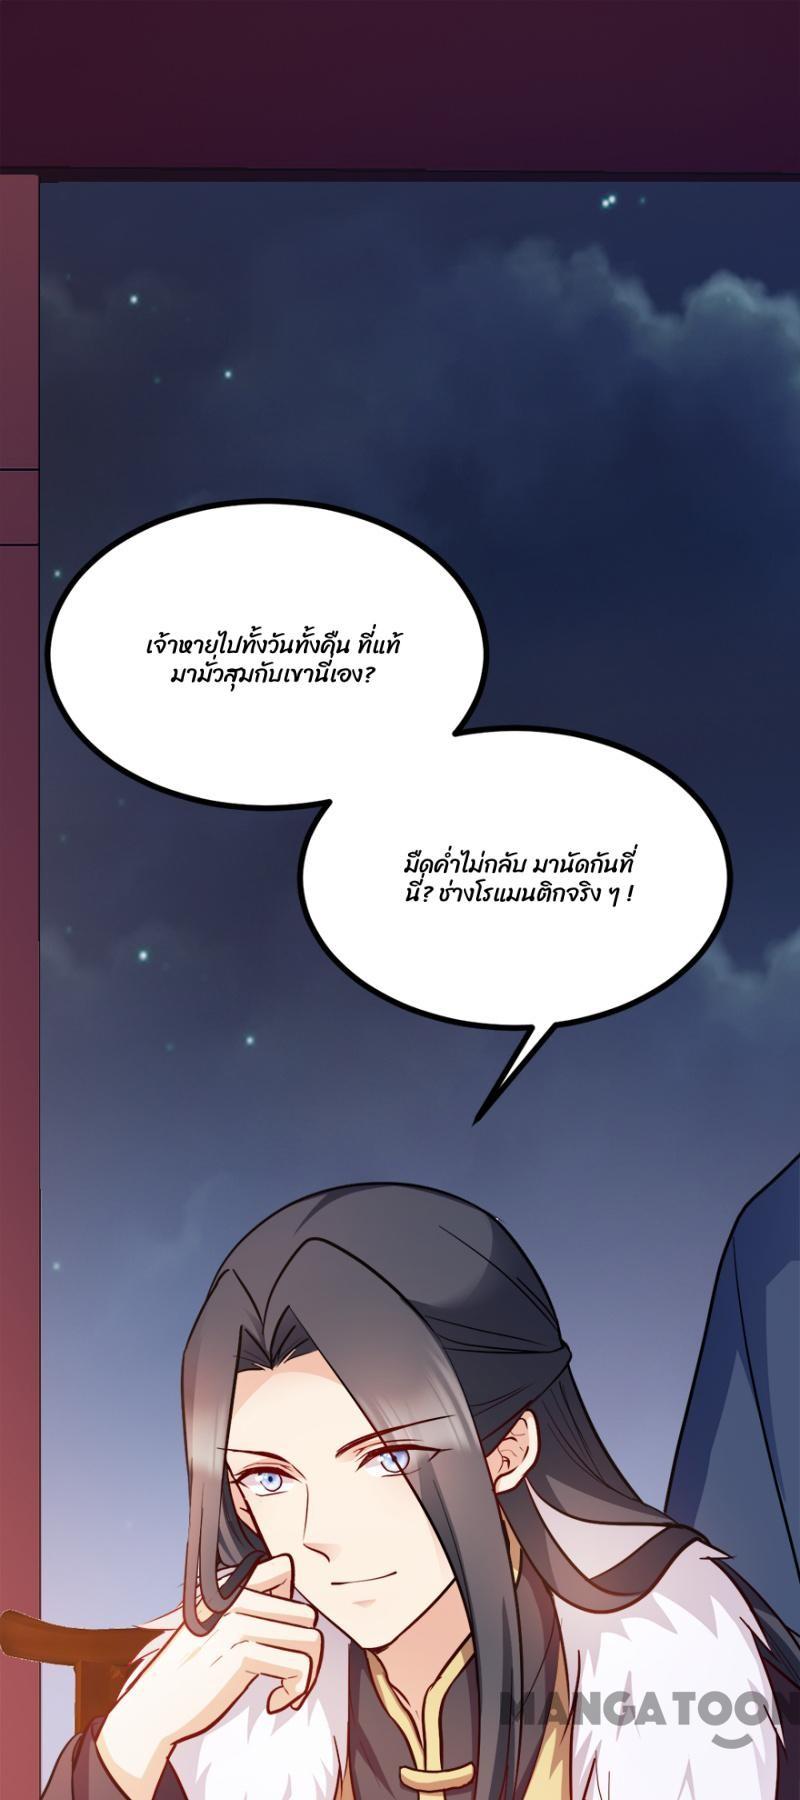 เจ้าหายไปทั้งวันทั้งคืน ที่แท้
มามั่วสุมกับเขานี่เอง?
มืดค่ำไม่กลับ มานัดกันที่
นี่? ช่างโรแมนติกจริง ๆ !
MANGATOON